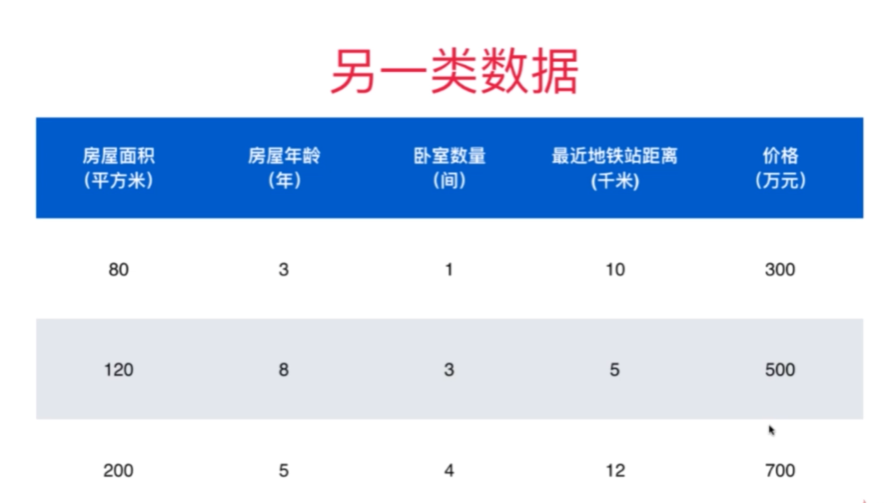 另一类数据
房屋面积 房屋年龄 卧室数量 最近地铁站距离 价格
（平方米） （年） （间） (千米) （万元）
80 3 1 10 300
120 8 3 5 500
200 5 4 12 700